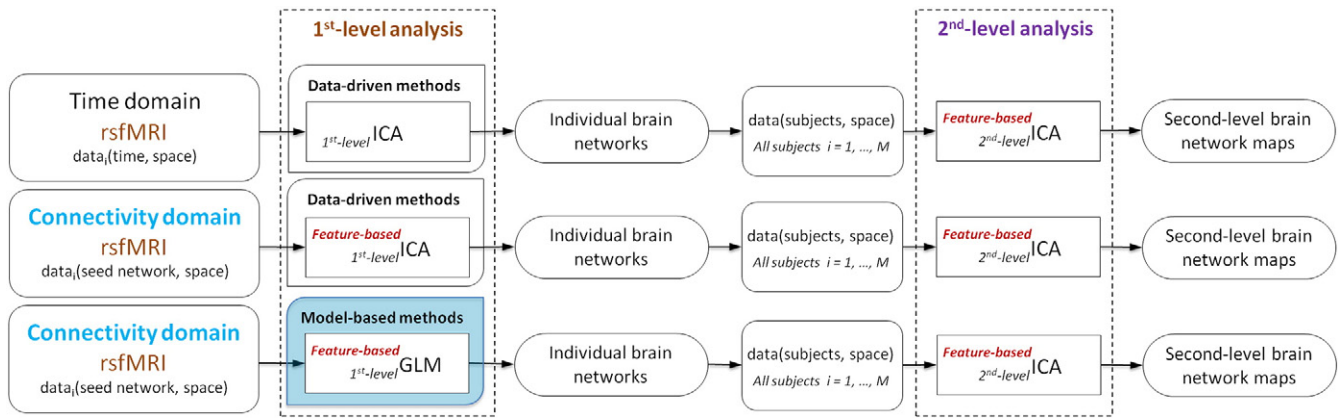 1st-level analysis
2nd-level analysis
Time domain
rsfMRI
dataᵢ(time, space)
Data-driven methods
1st-level ICA
Individual brain
networks
data(subjects, space)
All subjects i = 1, ..., M
Feature-based
2nd-level ICA
Second-level brain
network maps
Connectivity domain
rsfMRI
dataᵢ(seed network, space)
Data-driven methods
Feature-based
1st-level ICA
Individual brain
networks
data(subjects, space)
All subjects i = 1, ..., M
Feature-based
2nd-level ICA
Second-level brain
network maps
Connectivity domain
rsfMRI
dataᵢ(seed network, space)
Model-based methods
Feature-based
1st-level GLM
Individual brain
networks
data(subjects, space)
All subjects i = 1, ..., M
Feature-based
2nd-level ICA
Second-level brain
network maps